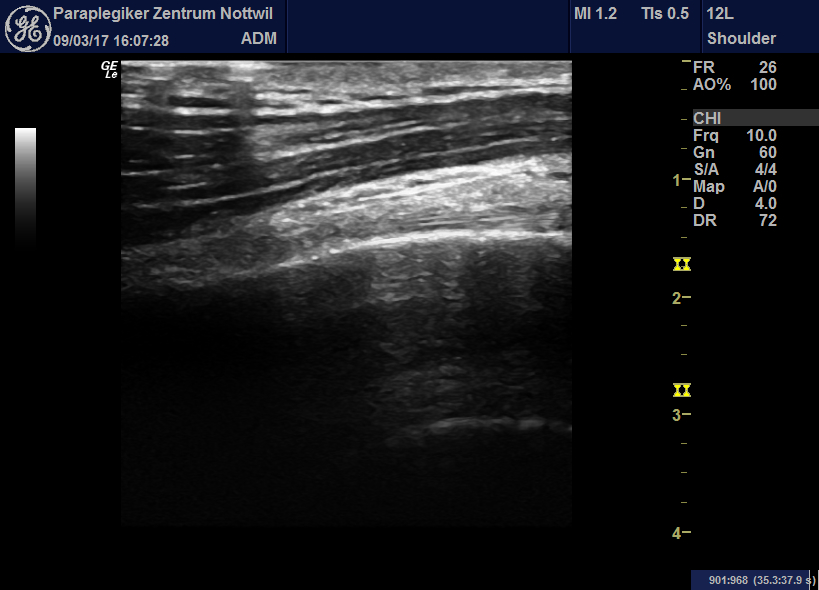 GE
Paraplegiker Zentrum Nottwil
09/03/17 16:07:28 ADM
MI 1.2 TIs 0.5
12L
Shoulder
GE
Le
FR 26
AO% 100
CHI
Frq 10.0
Gn 60
S/A 4/4
Map A/0
D 4.0
DR 72
1
2
3
4
901:968 (35.3:37.9 s)